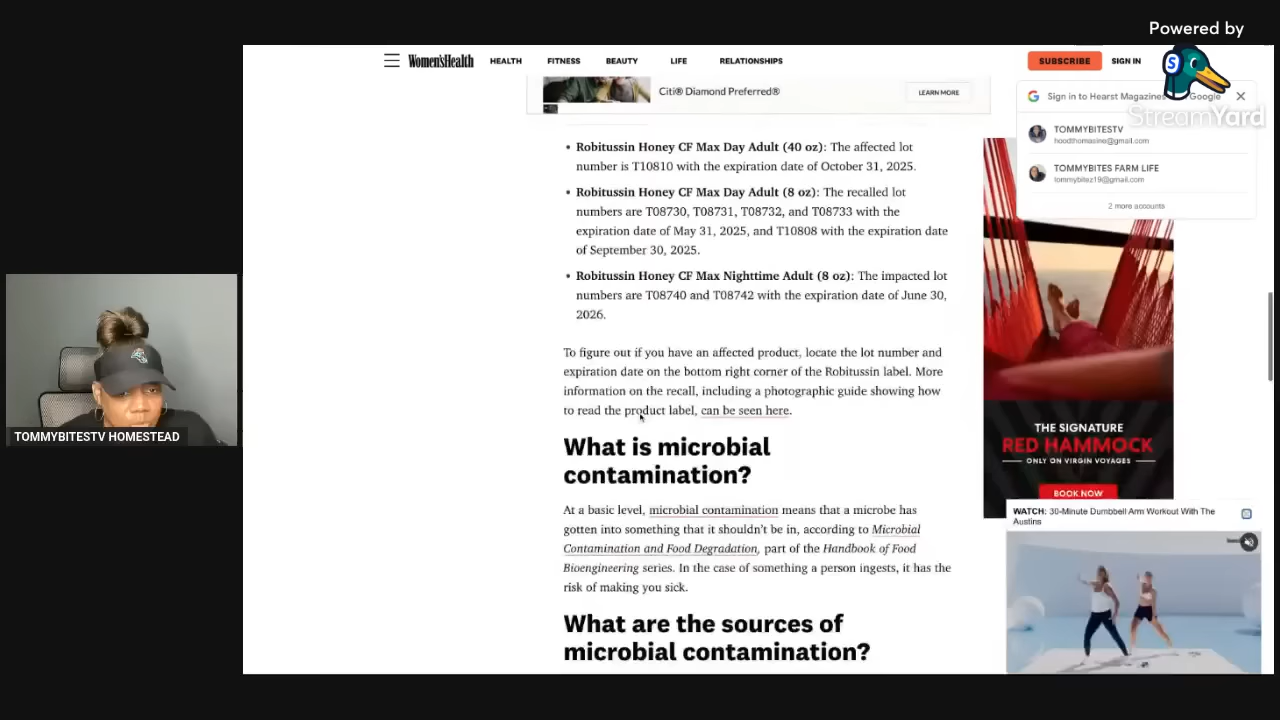 Powered by
StreamYard
Women'sHealth HEALTH FITNESS BEAUTY LIFE RELATIONSHIPS SUBSCRIBE SIGN IN
Citi® Diamond Preferred® LEARN MORE
Sign in to Hearst Magazines Google
TOMMYBITESTV
hoodthomasine@gmail.com
TOMMYBITES FARM LIFE
tommybitez19@gmail.com
2 more accounts
• Robitussin Honey CF Max Day Adult (40 oz): The affected lot
number is T10810 with the expiration date of October 31, 2025.
• Robitussin Honey CF Max Day Adult (8 oz): The recalled lot
numbers are T08730, T08731, T08732, and T08733 with the
expiration date of May 31, 2025, and T10808 with the expiration date
of September 30, 2025.
• Robitussin Honey CF Max Nighttime Adult (8 oz): The impacted lot
numbers are T08740 and T08742 with the expiration date of June 30,
2026.
To figure out if you have an affected product, locate the lot number and
expiration date on the bottom right corner of the Robitussin label. More
information on the recall, including a photographic guide showing how
to read the product label, can be seen here.
What is microbial
contamination?
At a basic level, microbial contamination means that a microbe has
gotten into something that it shouldn't be in, according to Microbial
Contamination and Food Degradation, part of the Handbook of Food
Bioengineering series. In the case of something a person ingests, it has the
risk of making you sick.
What are the sources of
microbial contamination?
THE SIGNATURE
RED HAMMOCK
ONLY ON VIRGIN VOYAGES
BOOK NOW
WATCH: 30-Minute Dumbbell Arm Workout With The
Austins
TOMMYBITESTV HOMESTEAD